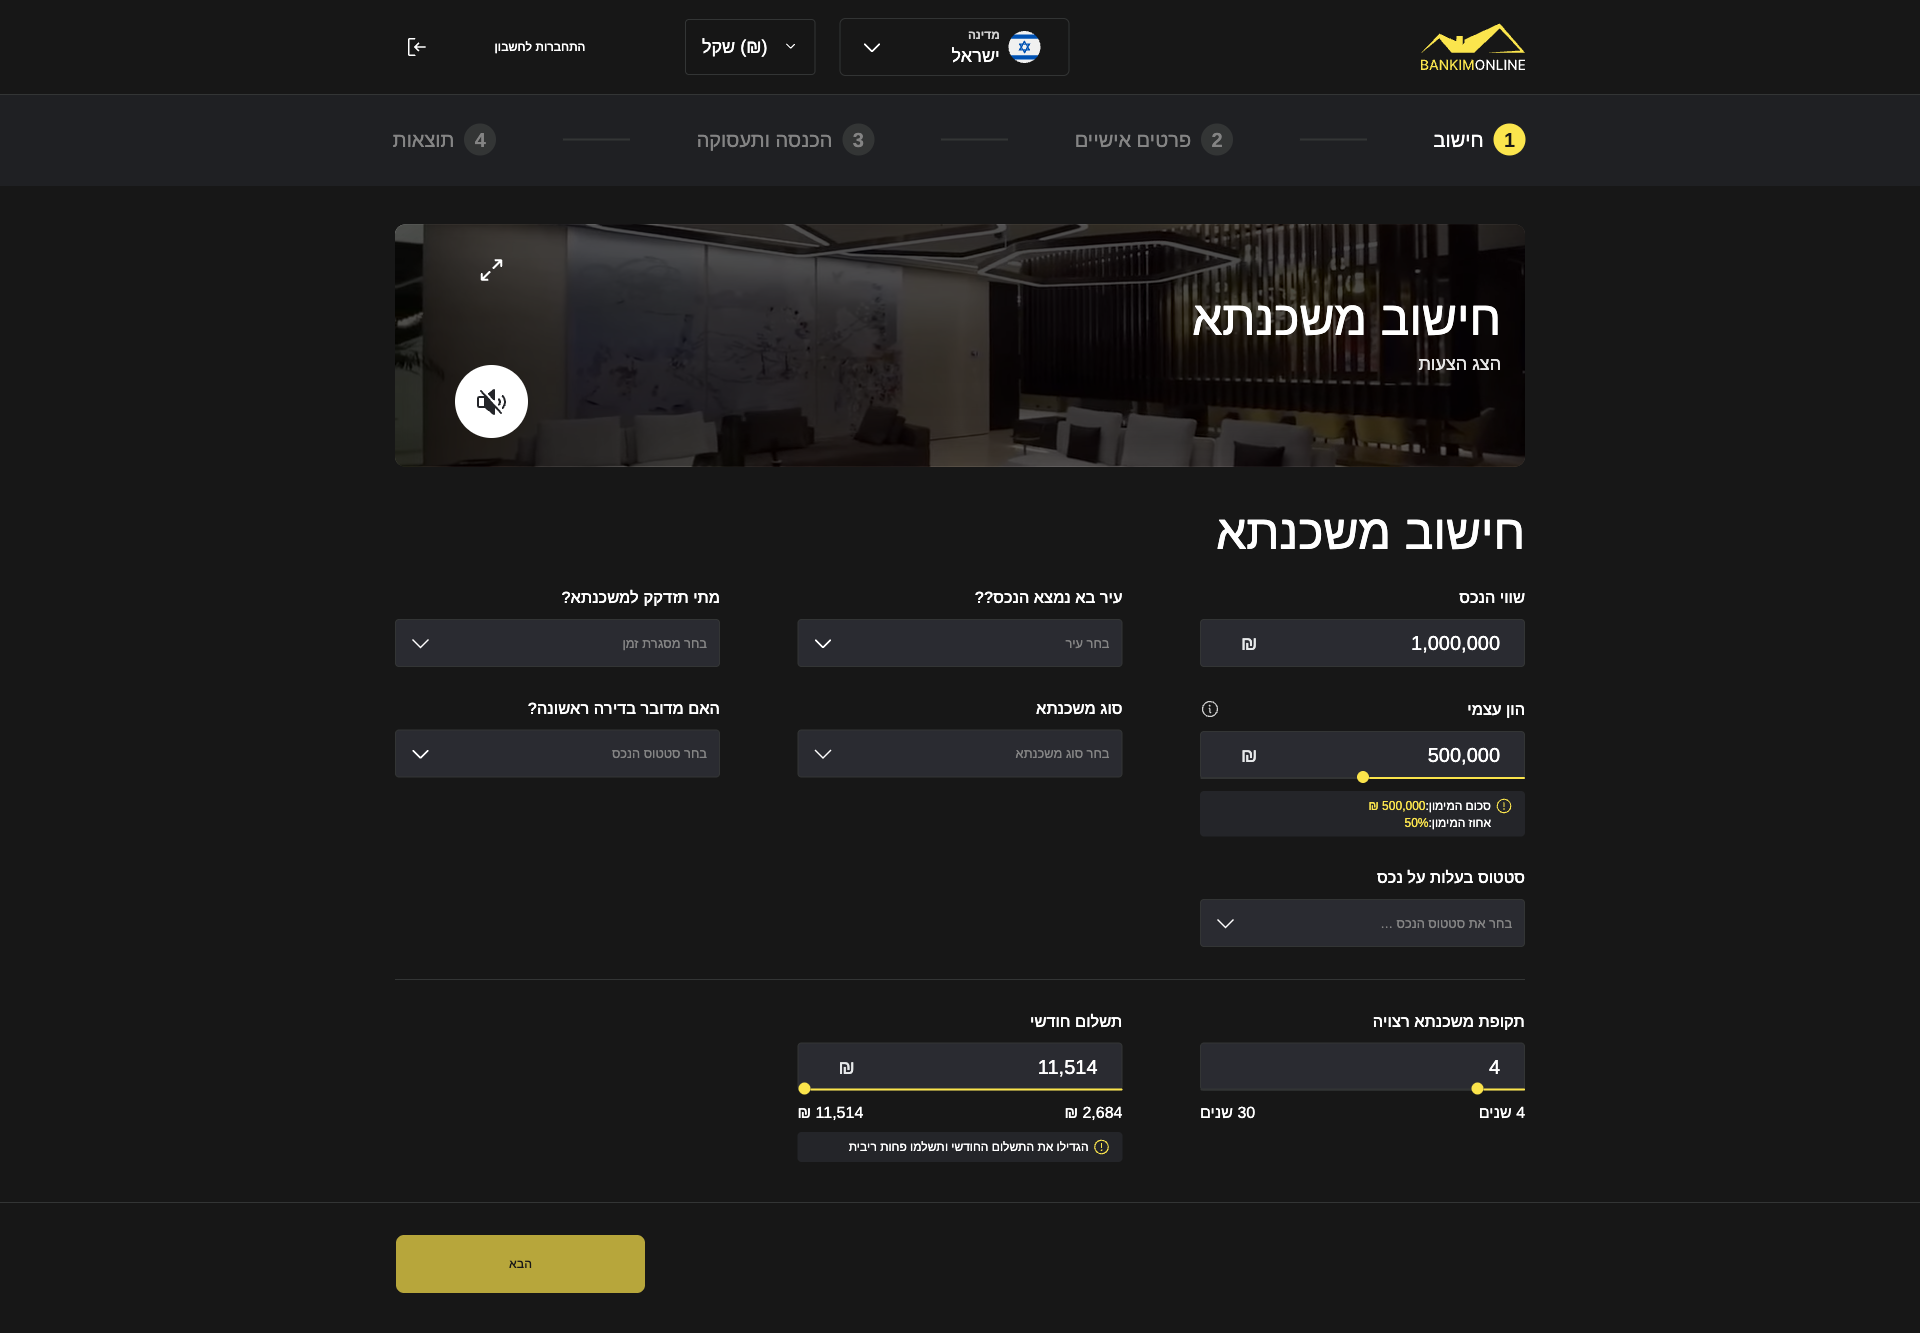 BANKIMONLINE
מדינה
ישראל
שקל (₪)
התחברות לחשבון
1 חישוב
2 פרטים אישיים
3 הכנסה ותעסוקה
4 תוצאות
חישוב משכנתא
הצג הצעות
חישוב משכנתא
שווי הנכס
1,000,000 ₪
עיר בא נמצא הנכס??
בחר עיר
מתי תזדקק למשכנתא?
בחר מסגרת זמן
הון עצמי
500,000 ₪
סכום המימון:500,000 ₪
אחוז המימון:50%
סוג משכנתא
בחר סוג משכנתא
האם מדובר בדירה ראשונה?
בחר סטטוס הנכס
סטטוס בעלות על נכס
בחר את סטטוס הנכס ...
תקופת משכנתא רצויה
4
4 שנים
30 שנים
תשלום חודשי
11,514 ₪
2,684 ₪
11,514 ₪
הגדילו את התשלום החודשי ותשלמו פחות ריבית
הבא